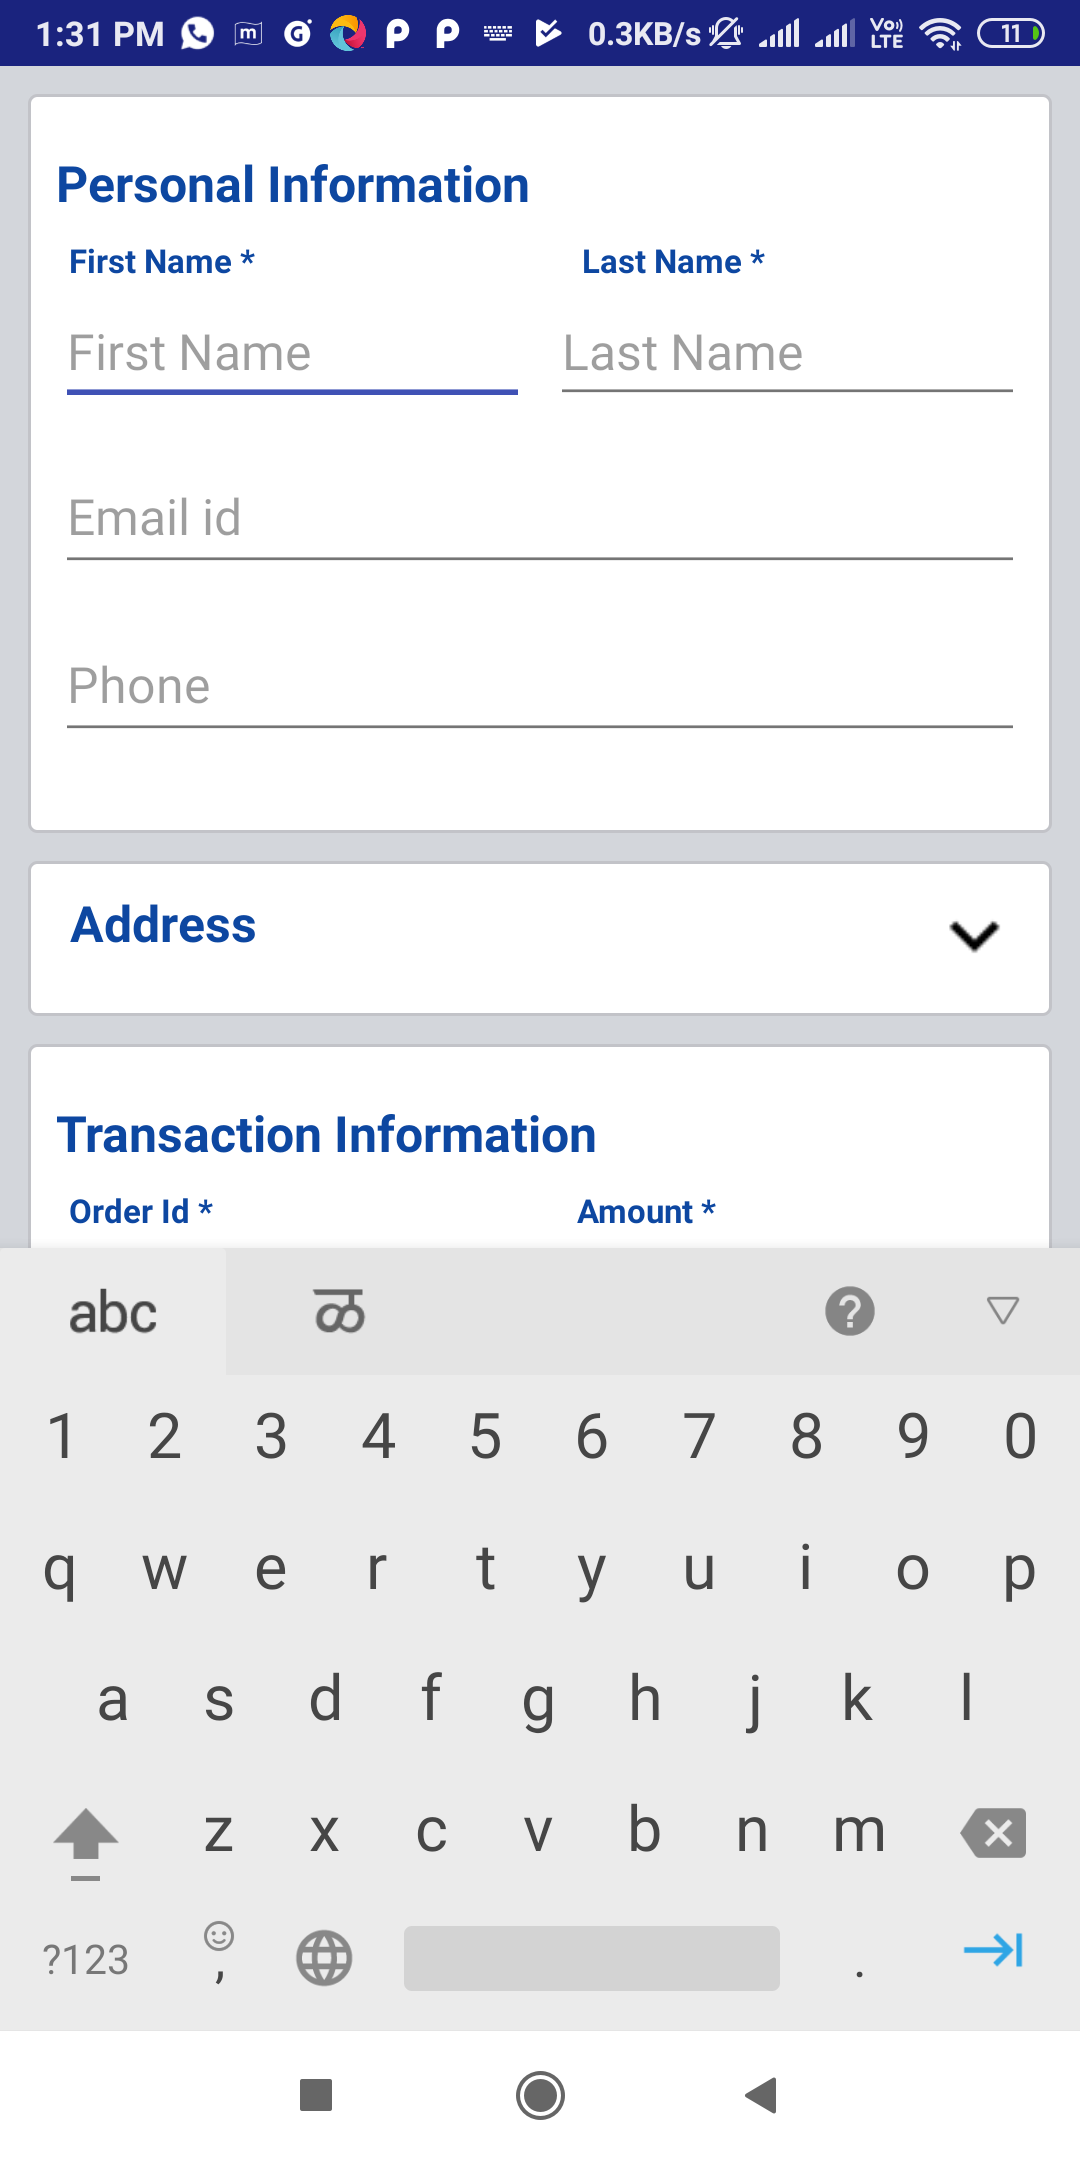 1:31 PM 0.3KB/s VO) LTE 11
Personal Information
First Name * Last Name *
First Name Last Name
Email id
Phone
Address
Transaction Information
Order Id * Amount *
abc ळ ?
1 2 3 4 5 6 7 8 9 0
q w e r t y u i o p
a s d f g h j k l
z x c v b n m
?123 , .